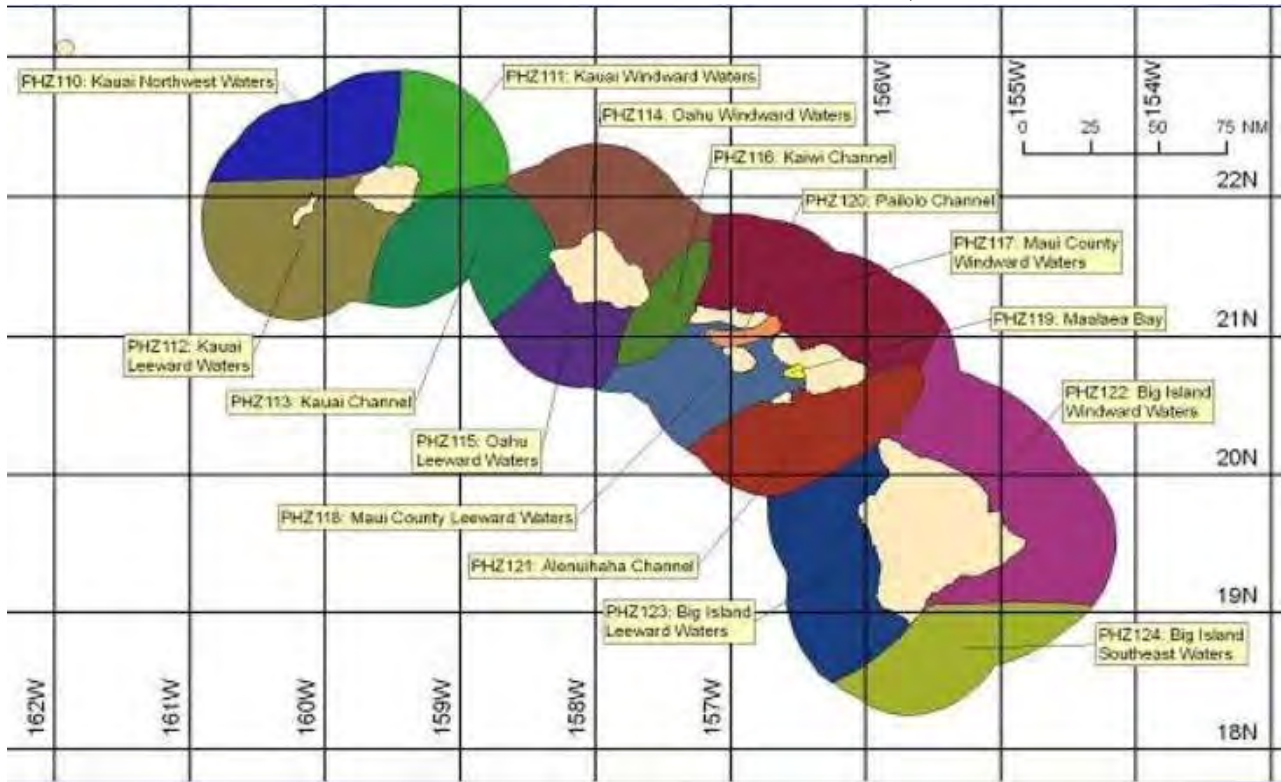 PHZ110: Kauai Northwest Waters
PHZ111: Kauai Windward Waters
PHZ114: Oahu Windward Waters
PHZ116: Kaiwi Channel
PHZ120: Pailolo Channel
PHZ117: Maui County
Windward Waters
PHZ119: Maalaea Bay
PHZ122: Big Island
Windward Waters
PHZ112: Kauai
Leeward Waters
PHZ113: Kauai Channel
PHZ115: Oahu
Leeward Waters
PHZ118: Maui County Leeward Waters
PHZ121: Alenuihaha Channel
PHZ123: Big Island
Leeward Waters
PHZ124: Big Island
Southeast Waters
156W
155W
154W
0 25 50 75 NM
22N
21N
20N
19N
18N
162W
161W
160W
159W
158W
157W